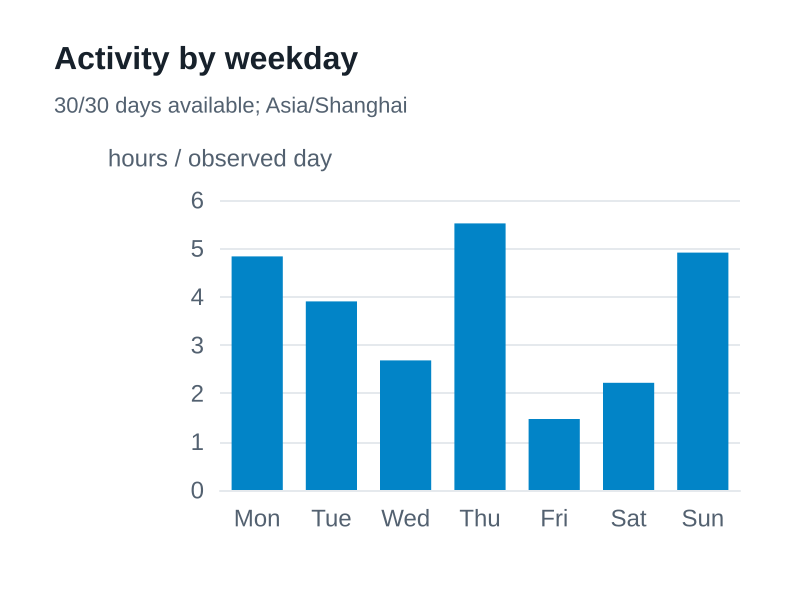 Activity by weekday
30/30 days available; Asia/Shanghai
hours / observed day
6
5
4
3
2
1
0
Mon Tue Wed Thu Fri Sat Sun